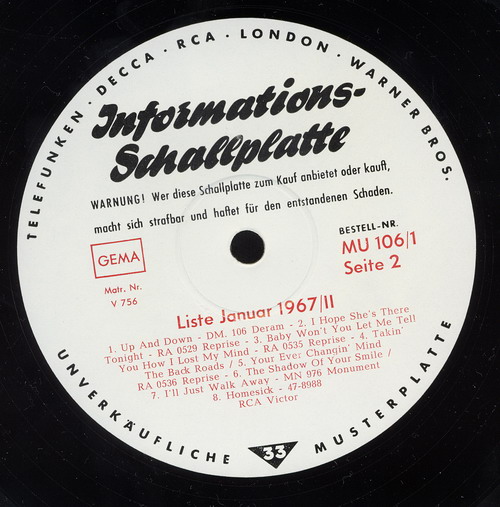 TELEFUNKEN · DECCA · RCA · LONDON · WARNER BROS.
Informations-
Schallplatte
WARNUNG! Wer diese Schallplatte zum Kauf anbietet oder kauft,
macht sich strafbar und haftet für den entstandenen Schaden.
GEMA
BESTELL-NR.
MU 106/1
Seite 2
Matr. Nr.
V 756
Liste Januar 1967/II
1. Up And Down - DM. 106 Deram - 2. I Hope She's There
Tonight - RA 0529 Reprise - 3. Baby Won't You Let Me Tell
You How I Lost My Mind - RA 0535 Reprise - 4. Takin'
The Back Roads / 5. Your Ever Changin' Mind
RA 0536 Reprise - 6. The Shadow Of Your Smile /
7. I'll Just Walk Away - MN 976 Monument
8. Homesick - 47-8988
RCA Victor
UNVERKÄUFLICHE 33 MUSTERPLATTE